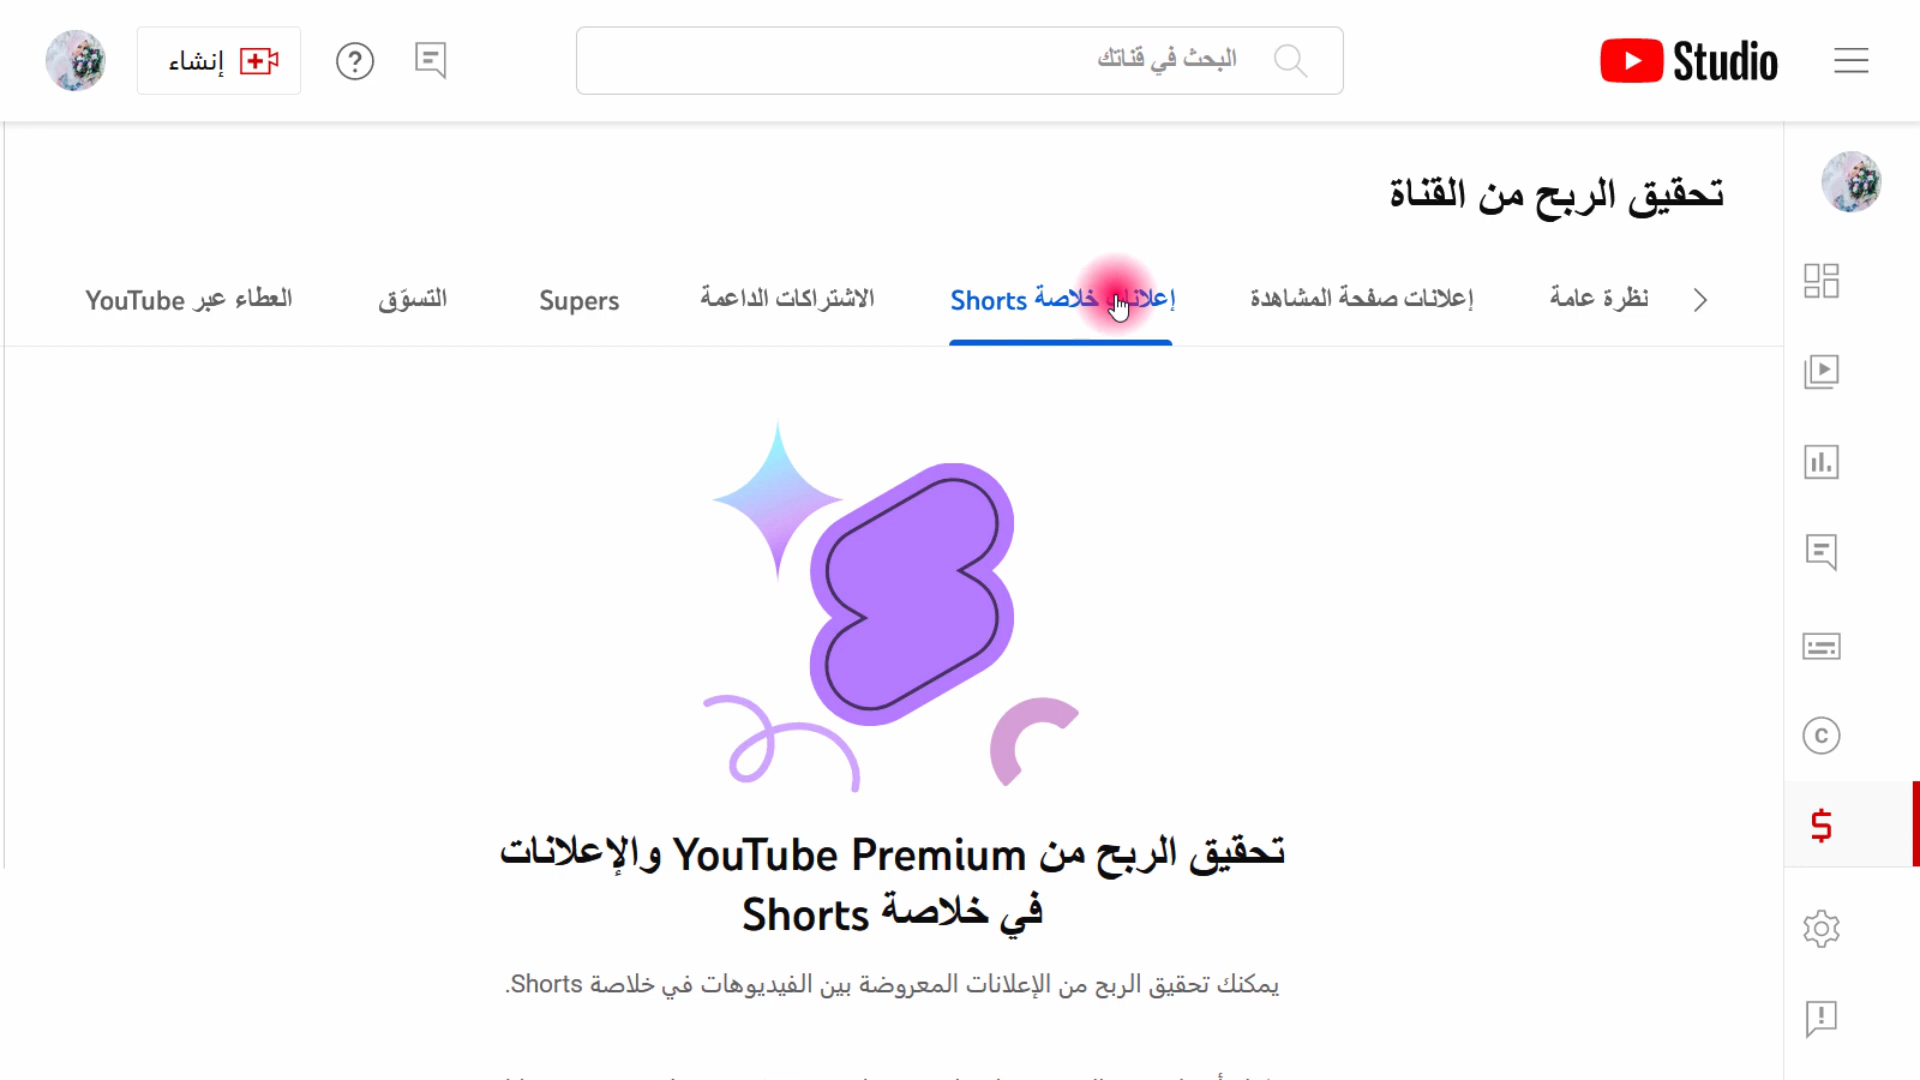 Studio
البحث في قناتك
إنشاء
تحقيق الربح من القناة
نظرة عامة
إعلانات صفحة المشاهدة
إعلانات خلاصة Shorts
الاشتراكات الداعمة
Supers
التسوّق
العطاء عبر YouTube
تحقيق الربح من YouTube Premium والإعلانات
في خلاصة Shorts
يمكنك تحقيق الربح من الإعلانات المعروضة بين الفيديوهات في خلاصة Shorts.